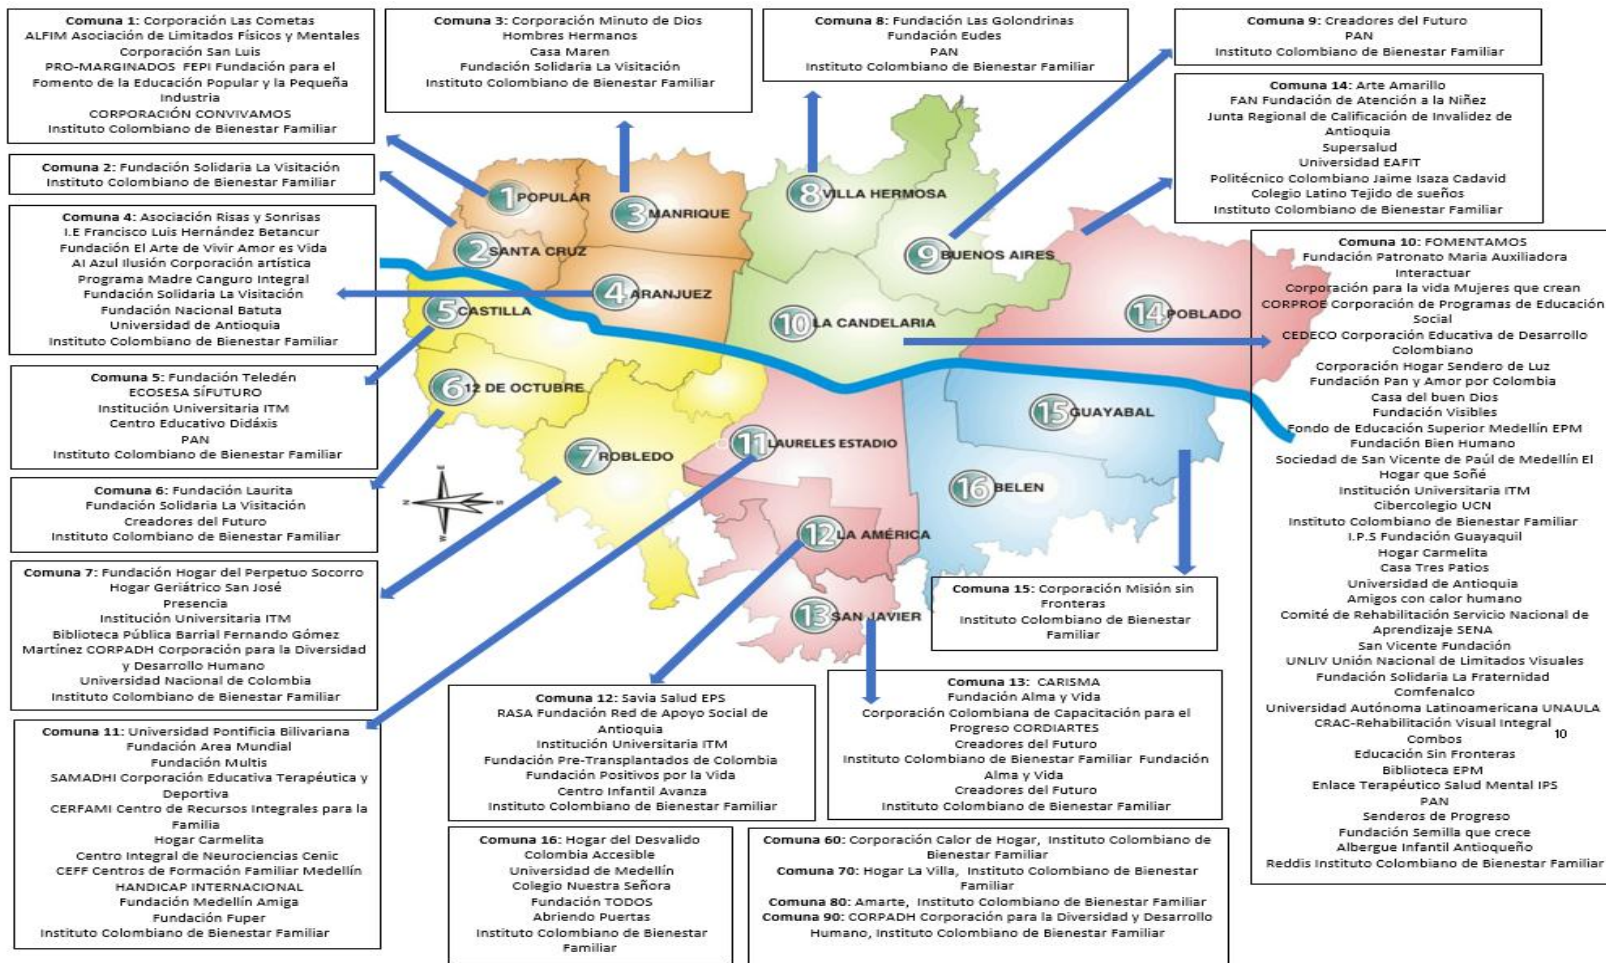 Comuna 1: Corporación Las Cometas
ALFIM Asociación de Limitados Físicos y Mentales
Corporación San Luis
PRO-MARGINADOS FEPI Fundación para el
Fomento de la Educación Popular y la Pequeña
Industria
CORPORACIÓN CONVIVAMOS
Instituto Colombiano de Bienestar Familiar
Comuna 3: Corporación Minuto de Dios
Hombres Hermanos
Casa Maren
Fundación Solidaria La Visitación
Instituto Colombiano de Bienestar Familiar
Comuna 8: Fundación Las Golondrinas
Fundación Eudes
PAN
Instituto Colombiano de Bienestar Familiar
Comuna 9: Creadores del Futuro
PAN
Instituto Colombiano de Bienestar Familiar
Comuna 14: Arte Amarillo
FAN Fundación de Atención a la Niñez
Junta Regional de Calificación de Invalidez de
Antioquia
Supersalud
Universidad EAFIT
Politécnico Colombiano Jaime Isaza Cadavid
Colegio Latino Tejido de sueños
Instituto Colombiano de Bienestar Familiar
Comuna 2: Fundación Solidaria La Visitación
Instituto Colombiano de Bienestar Familiar
Comuna 4: Asociación Risas y Sonrisas
I.E Francisco Luis Hernández Betancur
Fundación El Arte de Vivir Amor es Vida
Al Azul Ilusión Corporación artística
Programa Madre Canguro Integral
Fundación Solidaria La Visitación
Fundación Nacional Batuta
Universidad de Antioquia
Instituto Colombiano de Bienestar Familiar
Comuna 5: Fundación Teledén
ECOSESA SÍFUTURO
Institución Universitaria ITM
Centro Educativo Didáxis
PAN
Instituto Colombiano de Bienestar Familiar
Comuna 6: Fundación Laurita
Fundación Solidaria La Visitación
Creadores del Futuro
Instituto Colombiano de Bienestar Familiar
Comuna 7: Fundación Hogar del Perpetuo Socorro
Hogar Geriátrico San José
Presencia
Institución Universitaria ITM
Biblioteca Pública Barrial Fernando Gómez
Martínez CORPADH Corporación para la Diversidad
y Desarrollo Humano
Universidad Nacional de Colombia
Instituto Colombiano de Bienestar Familiar
Comuna 11: Universidad Pontificia Bilivariana
Fundación Area Mundial
Fundación Multis
SAMADHI Corporación Educativa Terapéutica y
Deportiva
CERFAMI Centro de Recursos Integrales para la
Familia
Hogar Carmelita
Centro Integral de Neurociencias Cenic
CEFF Centros de Formación Familiar Medellín
HANDICAP INTERNACIONAL
Fundación Medellín Amiga
Fundación Fuper
Instituto Colombiano de Bienestar Familiar
1 POPULAR
2 SANTA CRUZ
3 MANRIQUE
4 ARANJUEZ
5 CASTILLA
6 12 DE OCTUBRE
7 ROBLEDO
8 VILLA HERMOSA
9 BUENOS AIRES
10 LA CANDELARIA
11 LAURELES ESTADIO
12 LA AMÉRICA
13 SAN JAVIER
14 POBLADO
15 GUAYABAL
16 BELEN
N
E
S
W
Comuna 10: FOMENTAMOS
Fundación Patronato Maria Auxiliadora
Interactuar
Corporación para la vida Mujeres que crean
CORPROE Corporación de Programas de Educación
Social
CEDECO Corporación Educativa de Desarrollo
Colombiano
Corporación Hogar Sendero de Luz
Fundación Pan y Amor por Colombia
Casa del buen Dios
Fundación Visibles
Fondo de Educación Superior Medellín EPM
Fundación Bien Humano
Sociedad de San Vicente de Paúl de Medellín El
Hogar que Soñé
Institución Universitaria ITM
Cibercolegio UCN
Instituto Colombiano de Bienestar Familiar
I.P.S Fundación Guayaquil
Hogar Carmelita
Casa Tres Patios
Universidad de Antioquia
Amigos con calor humano
Comité de Rehabilitación Servicio Nacional de
Aprendizaje SENA
San Vicente Fundación
UNLIV Unión Nacional de Limitados Visuales
Fundación Solidaria La Fraternidad
Comfenalco
Universidad Autónoma Latinoamericana UNAULA
CRAC-Rehabilitación Visual Integral
Combos
Educación Sin Fronteras
Biblioteca EPM
Enlace Terapéutico Salud Mental IPS
PAN
Senderos de Progreso
Fundación Semilla que crece
Albergue Infantil Antioqueño
Reddis Instituto Colombiano de Bienestar Familiar
10
Comuna 15: Corporación Misión sin
Fronteras
Instituto Colombiano de Bienestar
Familiar
Comuna 12: Savia Salud EPS
RASA Fundación Red de Apoyo Social de
Antioquia
Institución Universitaria ITM
Fundación Pre-Transplantados de Colombia
Fundación Positivos por la Vida
Centro Infantil Avanza
Instituto Colombiano de Bienestar Familiar
Comuna 13: CARISMA
Fundación Alma y Vida
Corporación Colombiana de Capacitación para el
Progreso CORDIARTES
Creadores del Futuro
Instituto Colombiano de Bienestar Familiar Fundación
Alma y Vida
Creadores del Futuro
Instituto Colombiano de Bienestar Familiar
Comuna 16: Hogar del Desvalido
Colombia Accesible
Universidad de Medellín
Colegio Nuestra Señora
Fundación TODOS
Abriendo Puertas
Instituto Colombiano de Bienestar
Familiar
Comuna 60: Corporación Calor de Hogar, Instituto Colombiano de
Bienestar Familiar
Comuna 70: Hogar La Villa, Instituto Colombiano de Bienestar
Familiar
Comuna 80: Amarte, Instituto Colombiano de Bienestar Familiar
Comuna 90: CORPADH Corporación para la Diversidad y Desarrollo
Humano, Instituto Colombiano de Bienestar Familiar